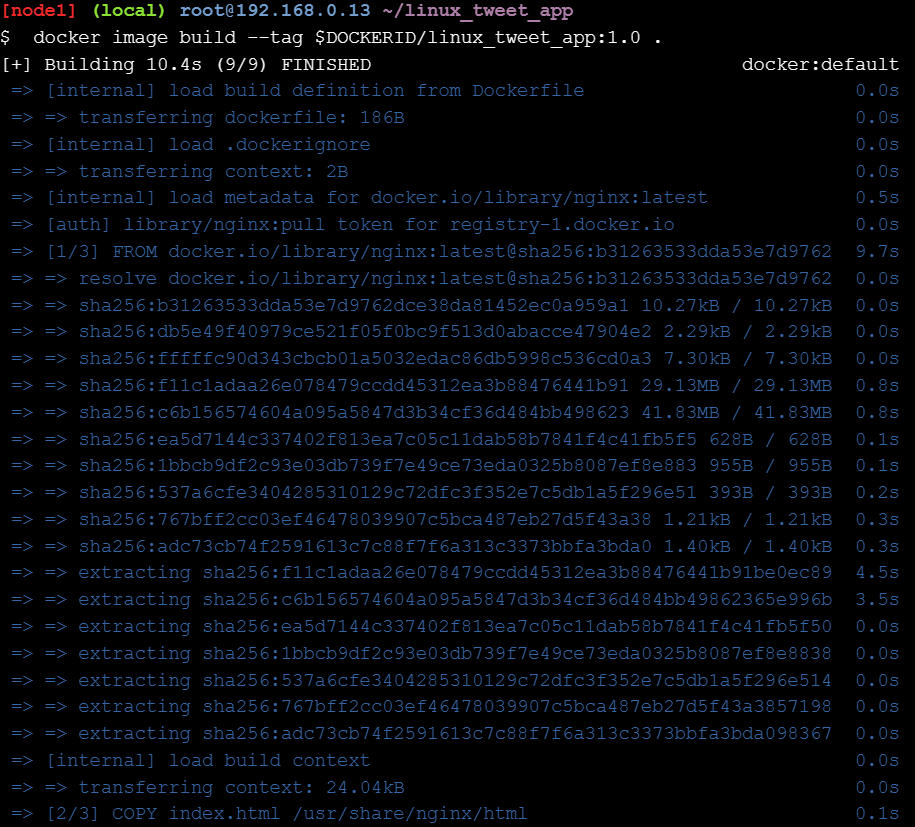 [node1] (local) root@192.168.0.13 ~/linux_tweet_app
$  docker image build --tag $DOCKERID/linux_tweet_app:1.0 .
[+] Building 10.4s (9/9) FINISHED docker:default
=> [internal] load build definition from Dockerfile 0.0s
=> => transferring dockerfile: 186B 0.0s
=> [internal] load .dockerignore 0.0s
=> => transferring context: 2B 0.0s
=> [internal] load metadata for docker.io/library/nginx:latest 0.5s
=> [auth] library/nginx:pull token for registry-1.docker.io 0.0s
=> [1/3] FROM docker.io/library/nginx:latest@sha256:b31263533dda53e7d9762 9.7s
=> => resolve docker.io/library/nginx:latest@sha256:b31263533dda53e7d9762 0.0s
=> => sha256:b31263533dda53e7d9762dce38da81452ec0a959a1 10.27kB / 10.27kB 0.0s
=> => sha256:db5e49f40979ce521f05f0bc9f513d0abacce47904e2 2.29kB / 2.29kB 0.0s
=> => sha256:fffffc90d343cbcb01a5032edac86db5998c536cd0a3 7.30kB / 7.30kB 0.0s
=> => sha256:f11c1adaa26e078479ccdd45312ea3b88476441b91 29.13MB / 29.13MB 0.8s
=> => sha256:c6b156574604a095a5847d3b34cf36d484bb498623 41.83MB / 41.83MB 0.8s
=> => sha256:ea5d7144c337402f813ea7c05c11dab58b7841f4c41fb5f5 628B / 628B 0.1s
=> => sha256:1bbcb9df2c93e03db739f7e49ce73eda0325b8087ef8e883 955B / 955B 0.1s
=> => sha256:537a6cfe3404285310129c72dfc3f352e7c5db1a5f296e51 393B / 393B 0.2s
=> => sha256:767bff2cc03ef46478039907c5bca487eb27d5f43a38 1.21kB / 1.21kB 0.3s
=> => sha256:adc73cb74f2591613c7c88f7f6a313c3373bbfa3bda0 1.40kB / 1.40kB 0.3s
=> => extracting sha256:f11c1adaa26e078479ccdd45312ea3b88476441b91be0ec89 4.5s
=> => extracting sha256:c6b156574604a095a5847d3b34cf36d484bb49862365e996b 3.5s
=> => extracting sha256:ea5d7144c337402f813ea7c05c11dab58b7841f4c41fb5f50 0.0s
=> => extracting sha256:1bbcb9df2c93e03db739f7e49ce73eda0325b8087ef8e8838 0.0s
=> => extracting sha256:537a6cfe3404285310129c72dfc3f352e7c5db1a5f296e514 0.0s
=> => extracting sha256:767bff2cc03ef46478039907c5bca487eb27d5f43a3857198 0.0s
=> => extracting sha256:adc73cb74f2591613c7c88f7f6a313c3373bbfa3bda098367 0.0s
=> [internal] load build context 0.0s
=> => transferring context: 24.04kB 0.0s
=> [2/3] COPY index.html /usr/share/nginx/html 0.1s